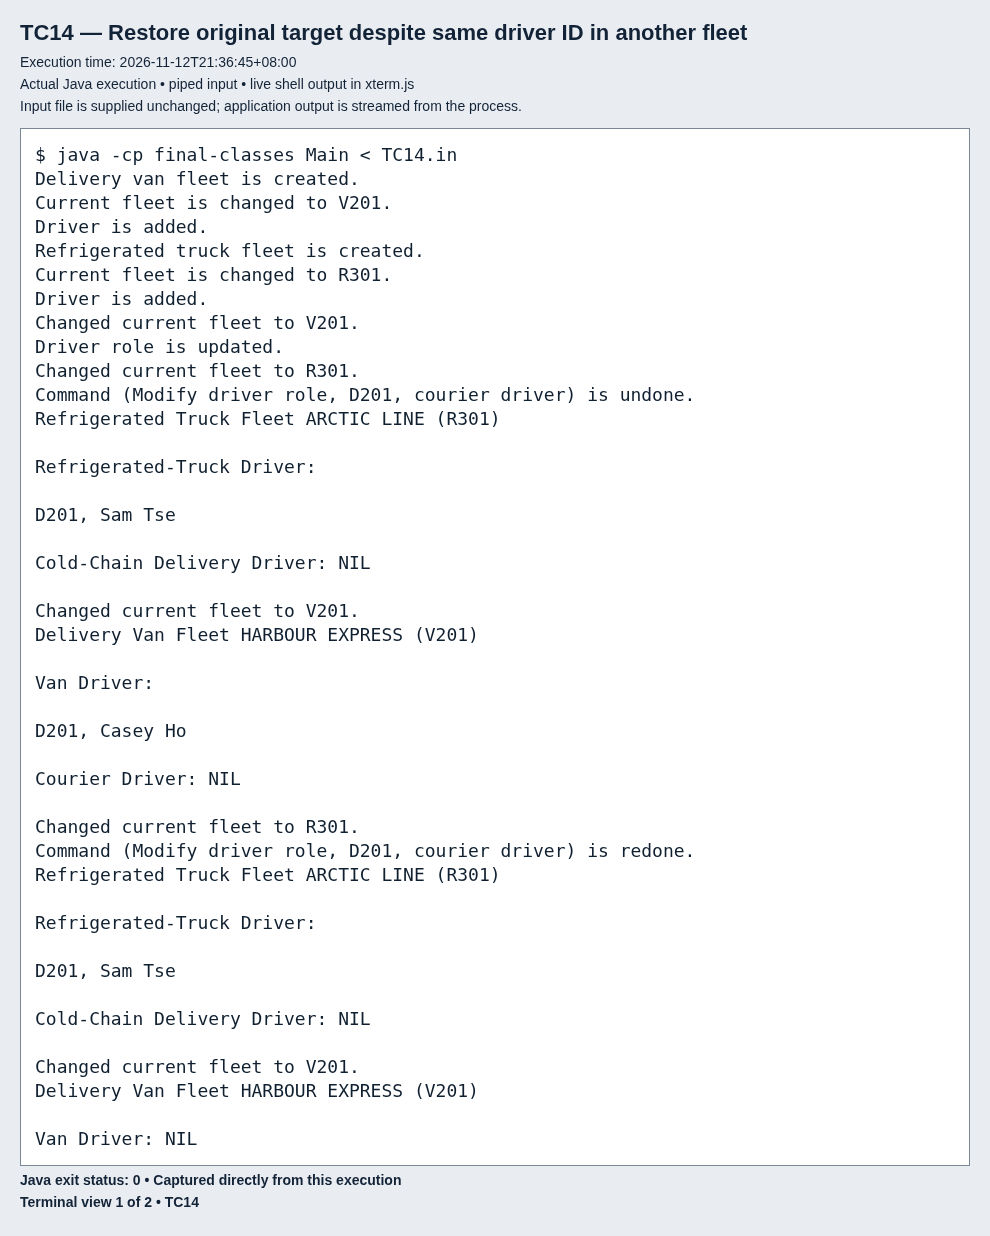 TC14 — Restore original target despite same driver ID in another fleet
Execution time: 2026-11-12T21:36:45+08:00
Actual Java execution • piped input • live shell output in xterm.js
Input file is supplied unchanged; application output is streamed from the process.
$ java -cp final-classes Main < TC14.in
Delivery van fleet is created.
Current fleet is changed to V201.
Driver is added.
Refrigerated truck fleet is created.
Current fleet is changed to R301.
Driver is added.
Changed current fleet to V201.
Driver role is updated.
Changed current fleet to R301.
Command (Modify driver role, D201, courier driver) is undone.
Refrigerated Truck Fleet ARCTIC LINE (R301)
Refrigerated-Truck Driver:
D201, Sam Tse
Cold-Chain Delivery Driver: NIL
Changed current fleet to V201.
Delivery Van Fleet HARBOUR EXPRESS (V201)
Van Driver:
D201, Casey Ho
Courier Driver: NIL
Changed current fleet to R301.
Command (Modify driver role, D201, courier driver) is redone.
Refrigerated Truck Fleet ARCTIC LINE (R301)
Refrigerated-Truck Driver:
D201, Sam Tse
Cold-Chain Delivery Driver: NIL
Changed current fleet to V201.
Delivery Van Fleet HARBOUR EXPRESS (V201)
Van Driver: NIL
Java exit status: 0 • Captured directly from this execution
Terminal view 1 of 2 • TC14